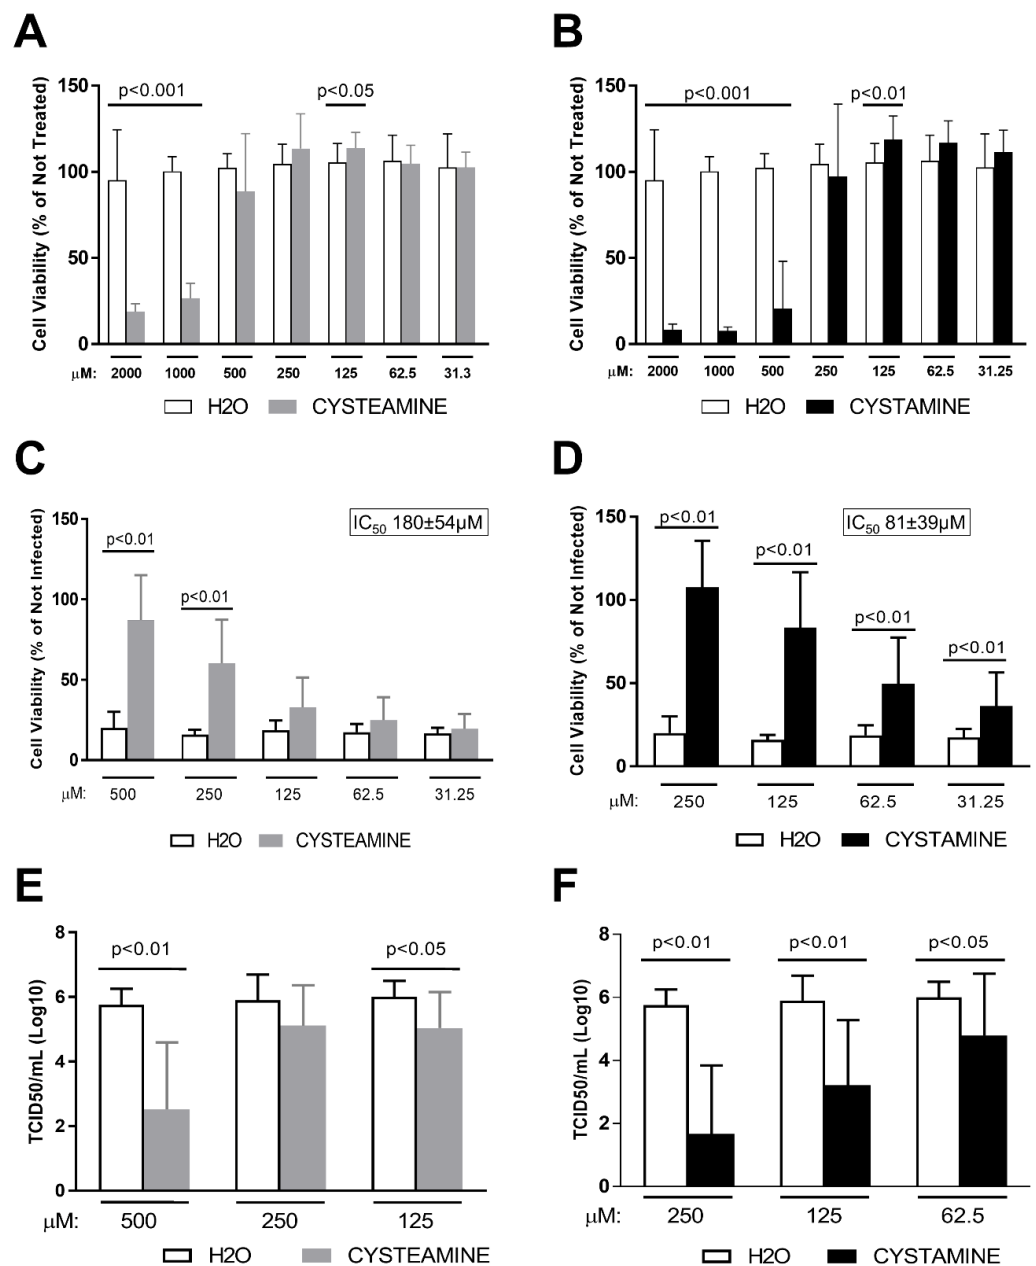 A
Cell Viability (% of Not Treated)
150
100
50
0
p<0.001
p<0.05
µM: 2000 1000 500 250 125 62.5 31.3
H2O CYSTEAMINE
B
Cell Viability (% of Not Treated)
150
100
50
0
p<0.001
p<0.01
µM: 2000 1000 500 250 125 62.5 31.25
H2O CYSTAMINE
C
Cell Viability (% of Not Infected)
150
100
50
0
IC50 180±54µM
p<0.01
p<0.01
µM: 500 250 125 62.5 31.25
H2O CYSTEAMINE
D
Cell Viability (% of Not Infected)
150
100
50
0
IC50 81±39µM
p<0.01
p<0.01
p<0.01
p<0.01
µM: 250 125 62.5 31.25
H2O CYSTAMINE
E
TCID50/mL (Log10)
8
6
4
2
0
p<0.01
p<0.05
µM: 500 250 125
H2O CYSTEAMINE
F
TCID50/mL (Log10)
8
6
4
2
0
p<0.01
p<0.01
p<0.05
µM: 250 125 62.5
H2O CYSTAMINE